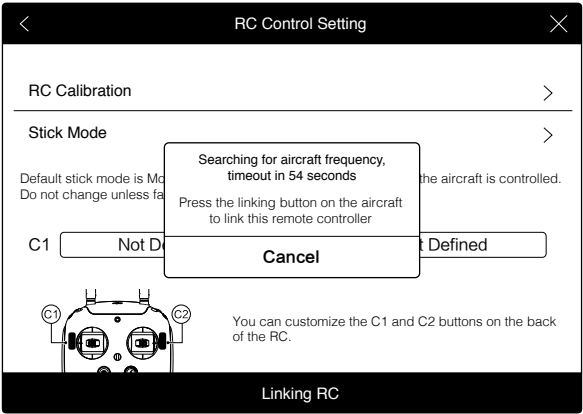 RC Control Setting
RC Calibration
Stick Mode
Searching for aircraft frequency,
timeout in 54 seconds
Default stick mode is
the aircraft is controlled.
Press the linking button on the aircraft
Do not change unless
to link this remote controller
C1
Not
Defined
Cancel
C1
C2
You can customize the C1 and C2 buttons on the back
of the RC.
Linking RC